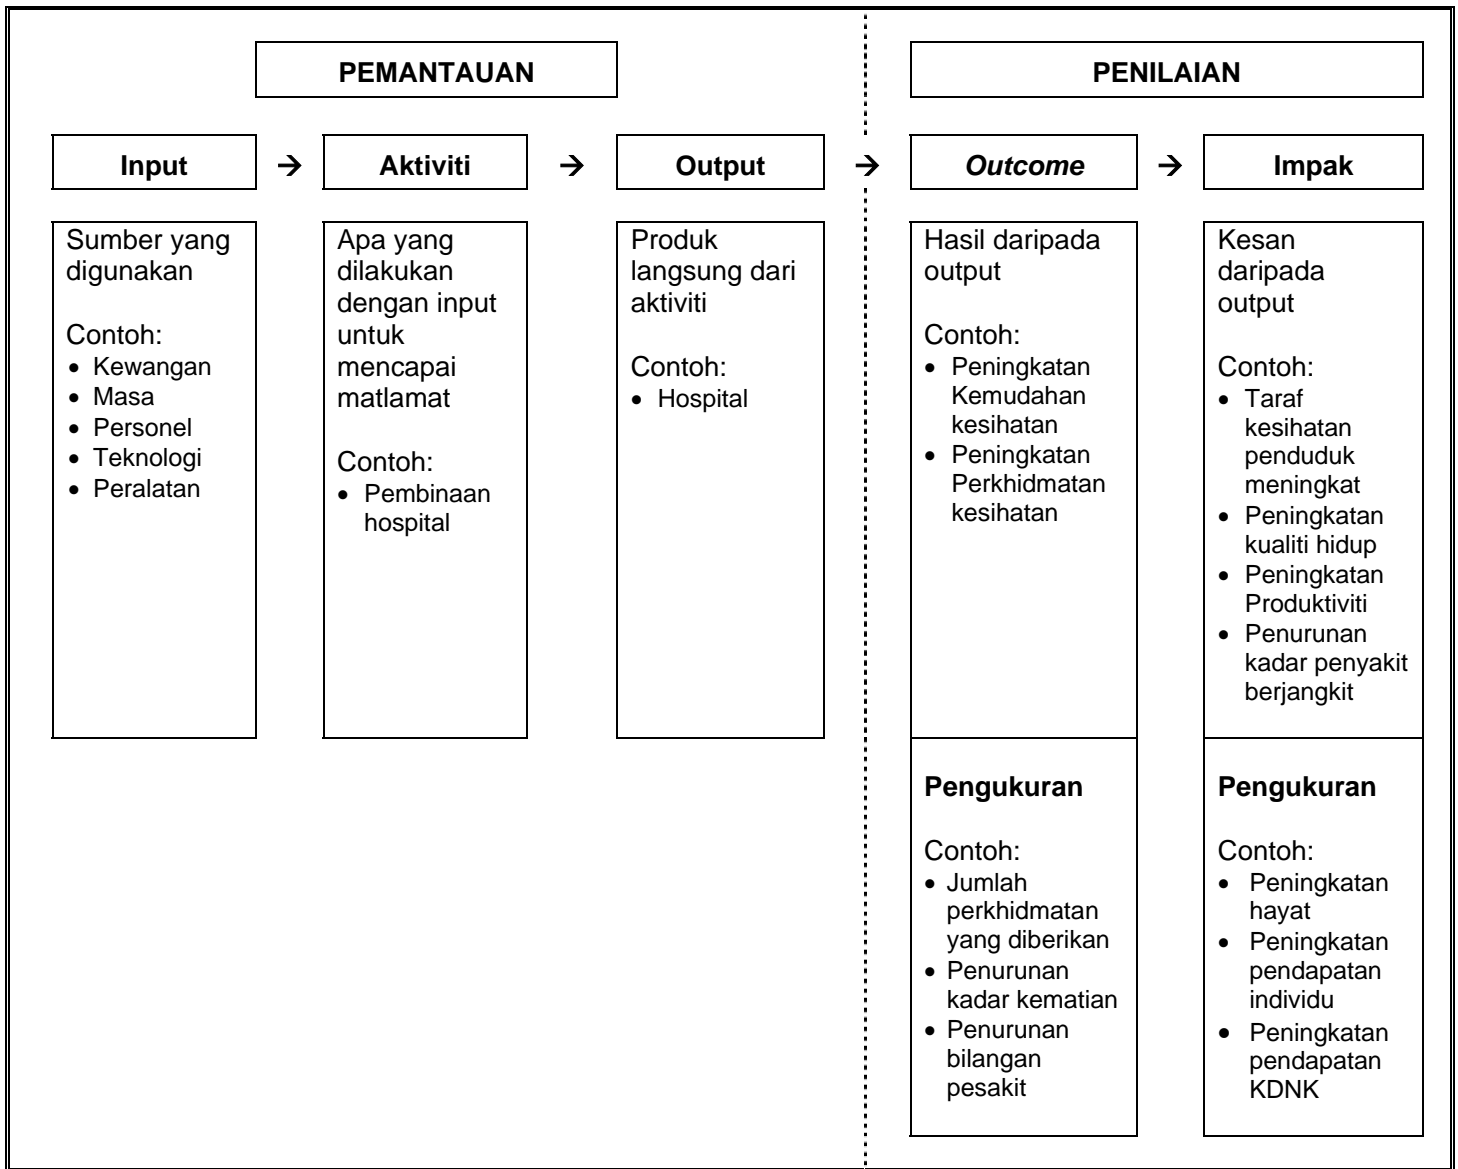 PEMANTAUAN
PENILAIAN
Input → Aktiviti → Output → Outcome → Impak
Sumber yang
digunakan
Contoh:
• Kewangan
• Masa
• Personel
• Teknologi
• Peralatan
Apa yang
dilakukan
dengan input
untuk
mencapai
matlamat
Contoh:
• Pembinaan
hospital
Produk
langsung dari
aktiviti
Contoh:
• Hospital
Hasil daripada
output
Contoh:
• Peningkatan
Kemudahan
kesihatan
• Peningkatan
Perkhidmatan
kesihatan
Kesan
daripada
output
Contoh:
• Taraf
kesihatan
penduduk
meningkat
• Peningkatan
kualiti hidup
• Peningkatan
Produktiviti
• Penurunan
kadar penyakit
berjangkit
Pengukuran
Contoh:
• Jumlah
perkhidmatan
yang diberikan
• Penurunan
kadar kematian
• Penurunan
bilangan
pesakit
Pengukuran
Contoh:
• Peningkatan
hayat
• Peningkatan
pendapatan
individu
• Peningkatan
pendapatan
KDNK